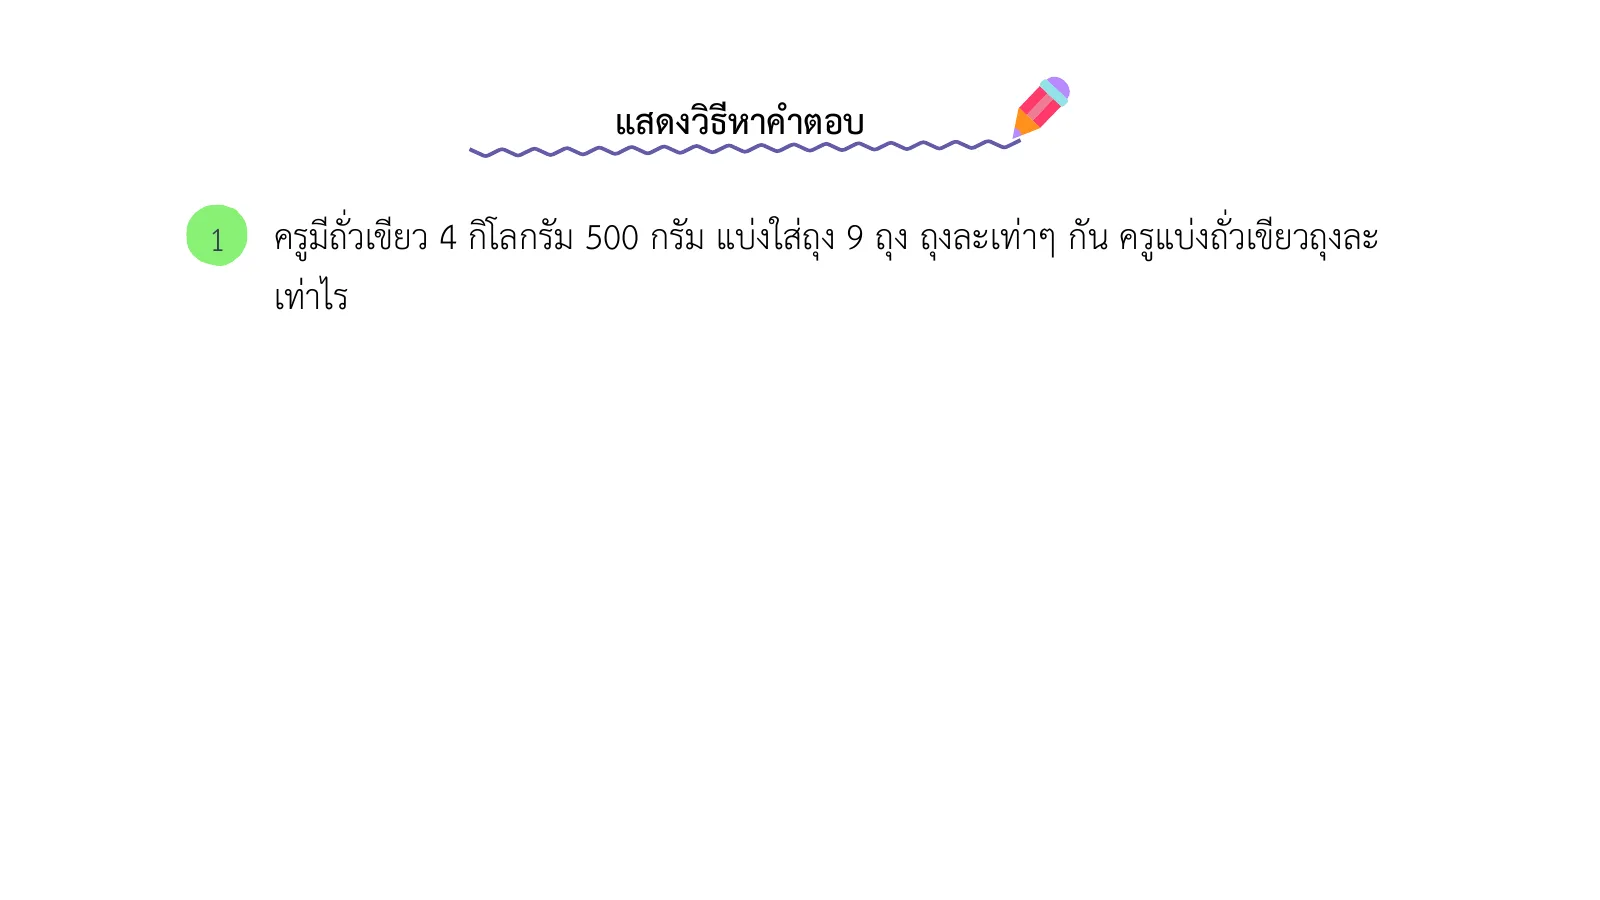 แสดงวิธีหาคำตอบ
1 ครูมีถั่วเขียว 4 กิโลกรัม 500 กรัม แบ่งใส่ถุง 9 ถุง ถุงละเท่าๆ กัน ครูแบ่งถั่วเขียวถุงละ
เท่าไร